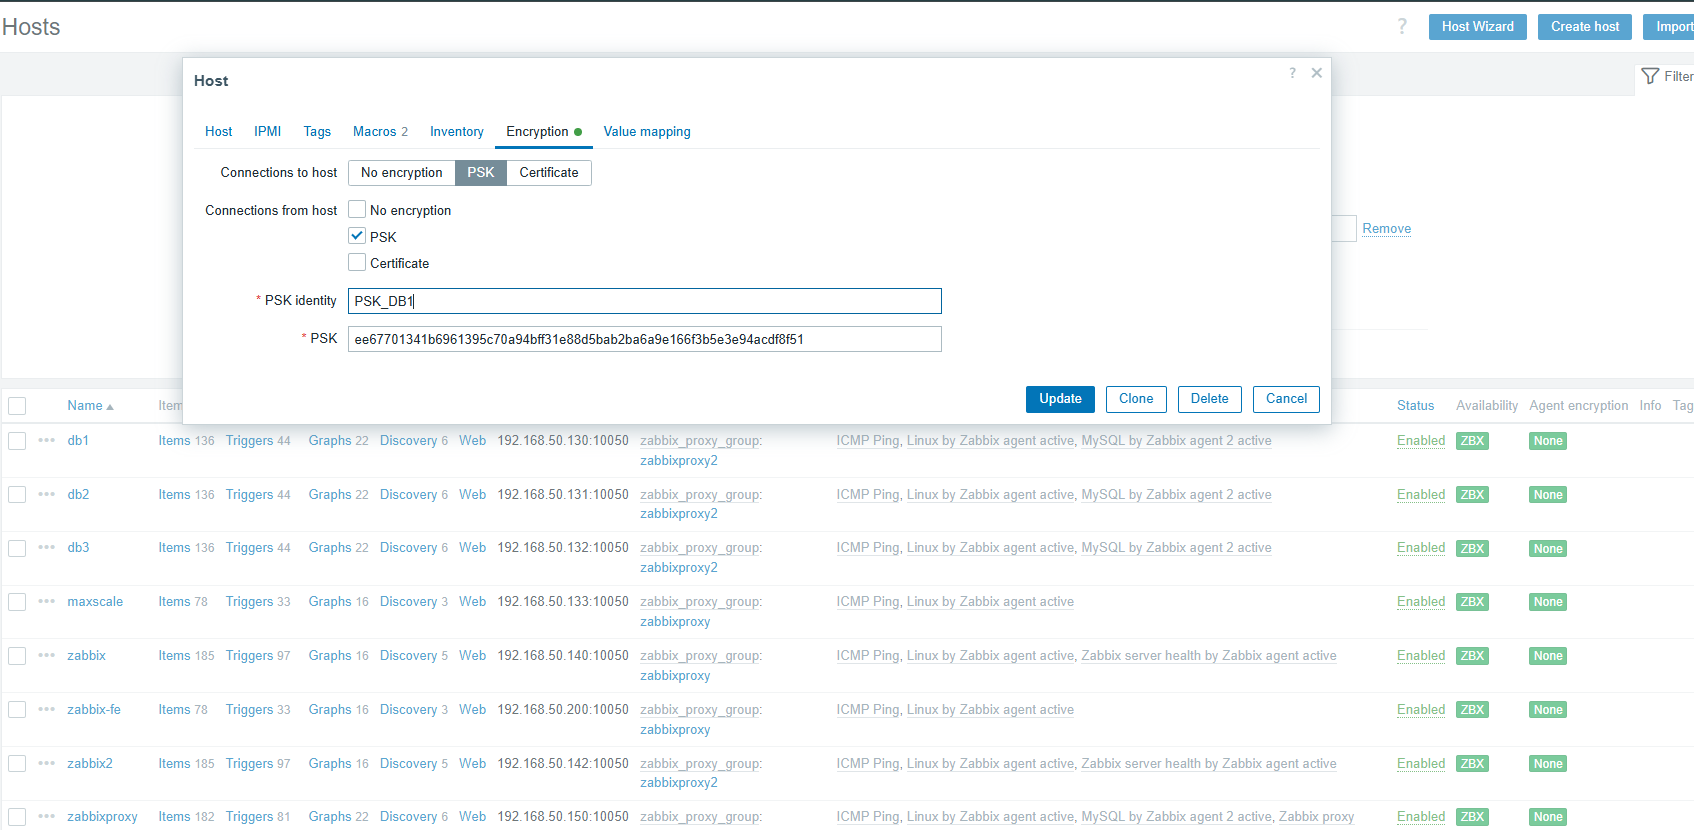 Hosts
? Host Wizard Create host Import
Filter
Host
?
Host IPMI Tags Macros 2 Inventory Encryption Value mapping
Connections to host No encryption PSK Certificate
Connections from host No encryption
PSK
Certificate
Remove
* PSK identity PSK_DB1
* PSK ee67701341b6961395c70a94bff31e88d5bab2ba6a9e166f3b5e3e94acdf8f51
Update Clone Delete Cancel
Name Item Status Availability Agent encryption Info Tag
db1 Items 136 Triggers 44 Graphs 22 Discovery 6 Web 192.168.50.130:10050 zabbix_proxy_group: ICMP Ping, Linux by Zabbix agent active, MySQL by Zabbix agent 2 active Enabled ZBX None
zabbixproxy2
db2 Items 136 Triggers 44 Graphs 22 Discovery 6 Web 192.168.50.131:10050 zabbix_proxy_group: ICMP Ping, Linux by Zabbix agent active, MySQL by Zabbix agent 2 active Enabled ZBX None
zabbixproxy2
db3 Items 136 Triggers 44 Graphs 22 Discovery 6 Web 192.168.50.132:10050 zabbix_proxy_group: ICMP Ping, Linux by Zabbix agent active, MySQL by Zabbix agent 2 active Enabled ZBX None
zabbixproxy2
maxscale Items 78 Triggers 33 Graphs 16 Discovery 3 Web 192.168.50.133:10050 zabbix_proxy_group: ICMP Ping, Linux by Zabbix agent active Enabled ZBX None
zabbixproxy
zabbix Items 185 Triggers 97 Graphs 16 Discovery 5 Web 192.168.50.140:10050 zabbix_proxy_group: ICMP Ping, Linux by Zabbix agent active, Zabbix server health by Zabbix agent active Enabled ZBX None
zabbixproxy
zabbix-fe Items 78 Triggers 33 Graphs 16 Discovery 3 Web 192.168.50.200:10050 zabbix_proxy_group: ICMP Ping, Linux by Zabbix agent active Enabled ZBX None
zabbixproxy
zabbix2 Items 185 Triggers 97 Graphs 16 Discovery 5 Web 192.168.50.142:10050 zabbix_proxy_group: ICMP Ping, Linux by Zabbix agent active, Zabbix server health by Zabbix agent active Enabled ZBX None
zabbixproxy2
zabbixproxy Items 182 Triggers 81 Graphs 22 Discovery 6 Web 192.168.50.150:10050 zabbix_proxy_group: ICMP Ping, Linux by Zabbix agent active, MySQL by Zabbix agent 2 active, Zabbix proxy Enabled ZBX None